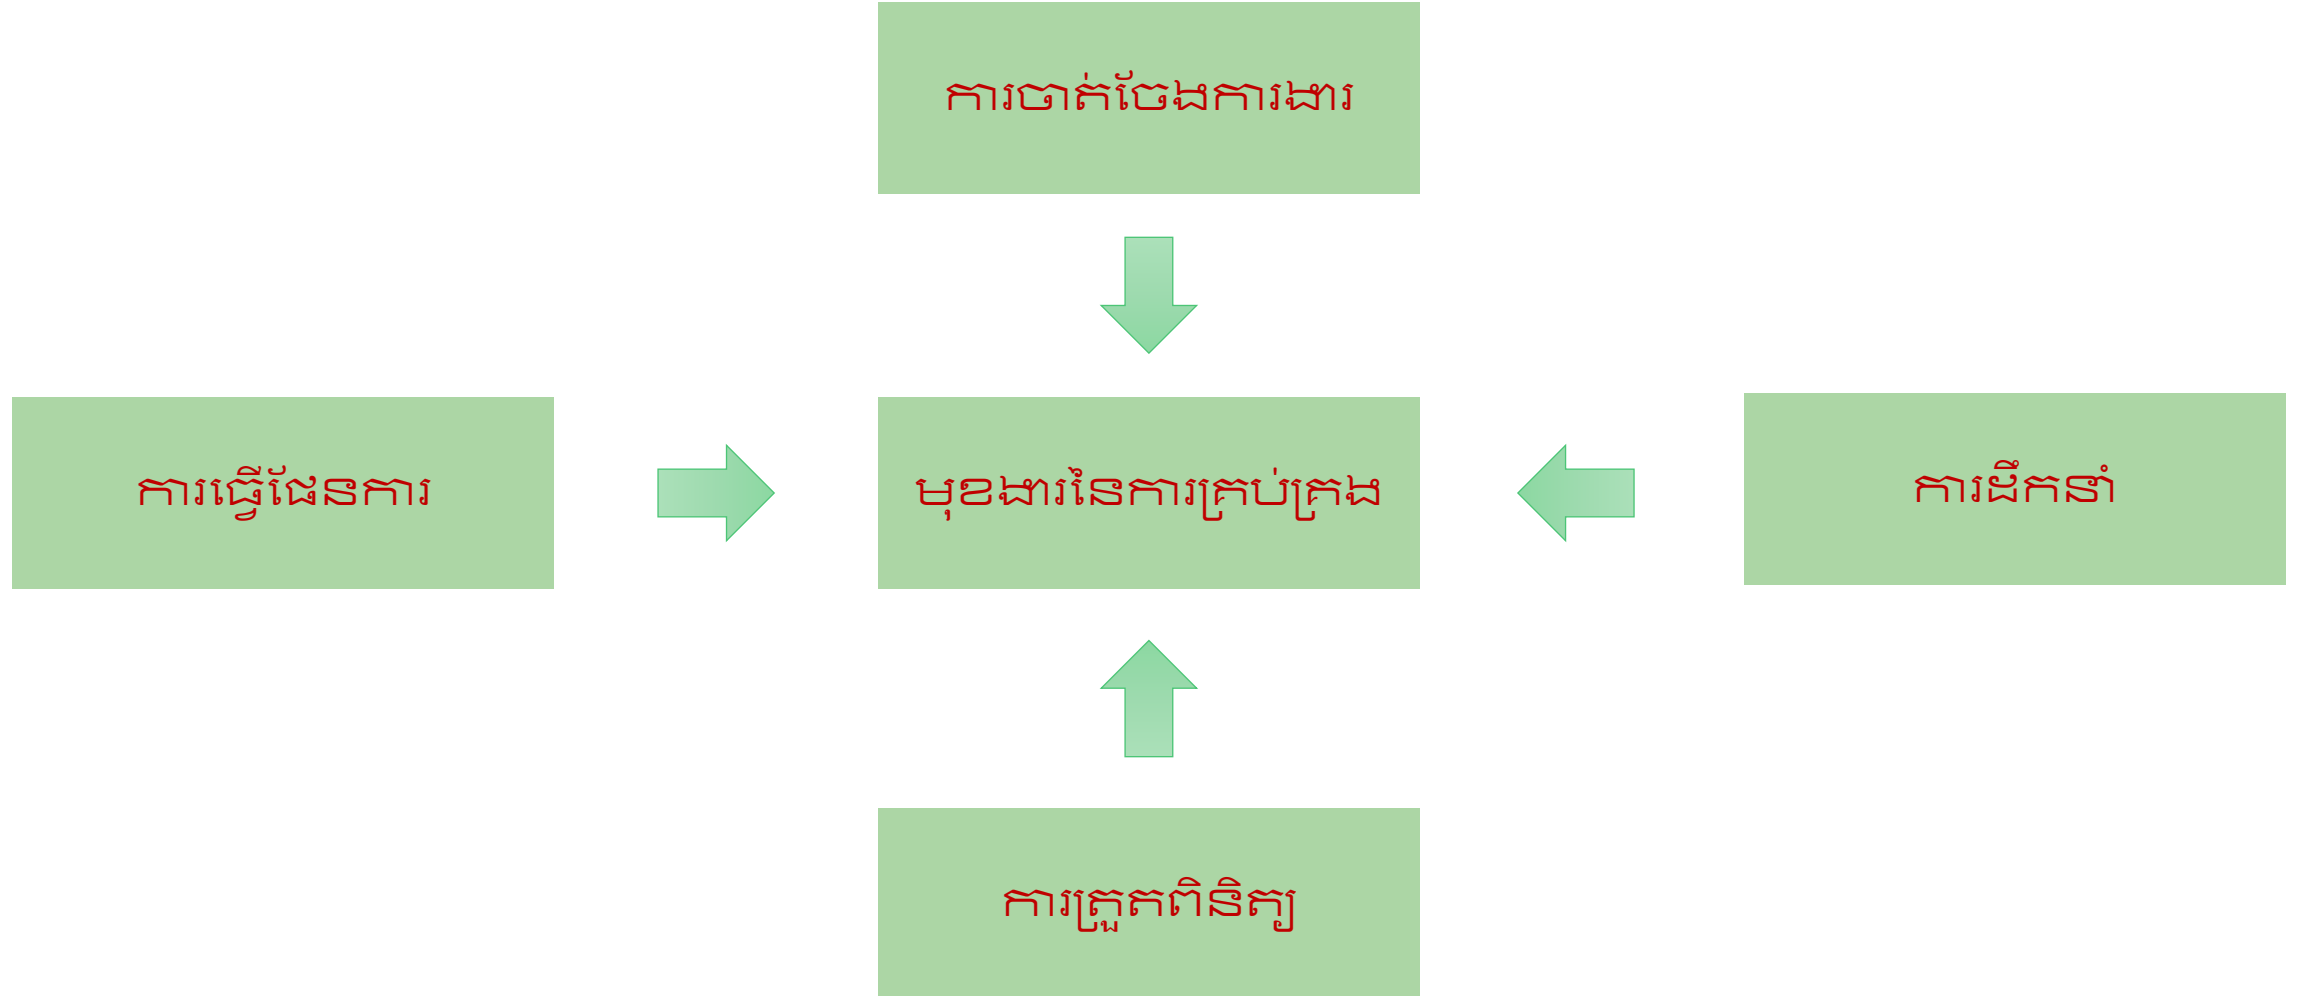 ការចាត់ចែងការងារ
ការធ្វើផែនការ
មុខងារនៃការគ្រប់គ្រង
ការដឹកនាំ
ការត្រួតពិនិត្យ